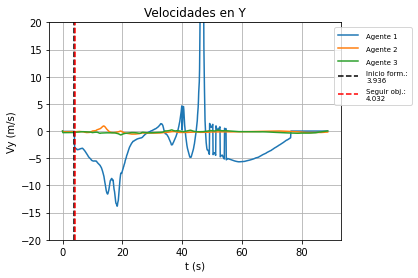 Velocidades en Y
20
15
10
5
0
−5
−10
−15
−20
Vy (m/s)
0
20
40
60
80
t (s)
Agente 1
Agente 2
Agente 3
Inicio form.:
3.936
Seguir obj.:
4.032